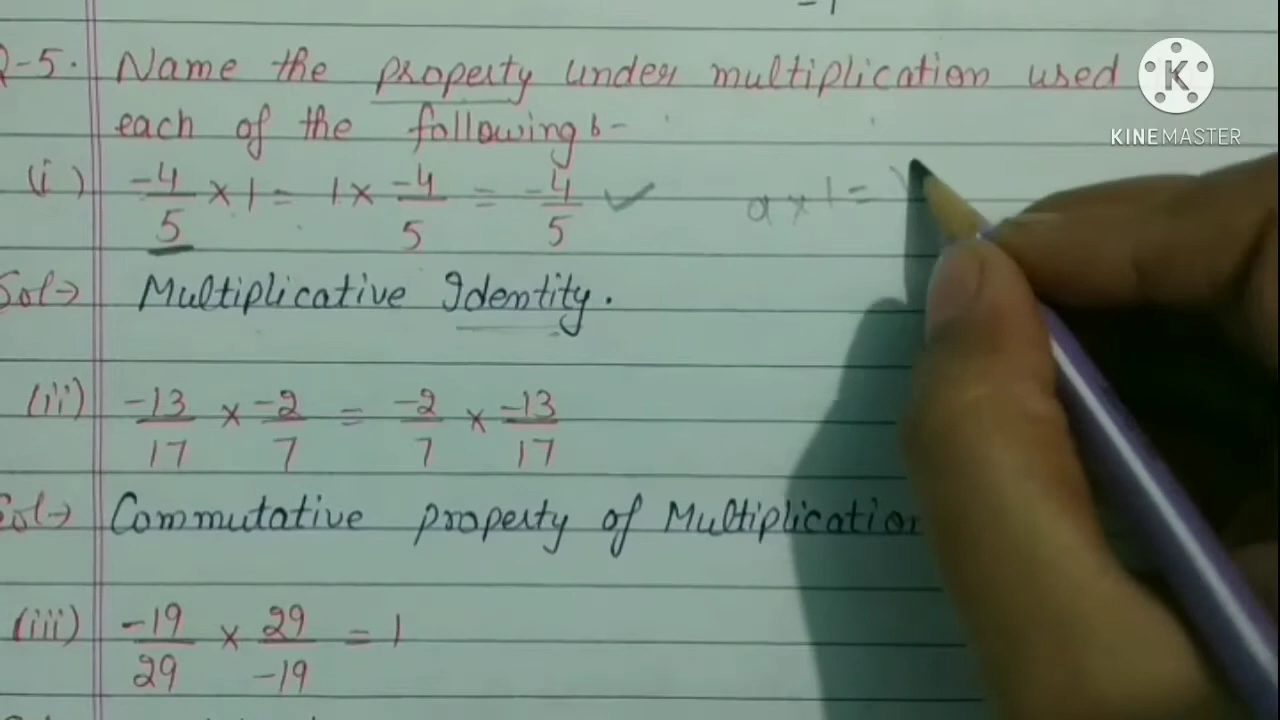 -1
Q-5. Name the property under multiplication used
each of the following :-
(i) -4/5 × 1 = 1 × -4/5 = -4/5 ✓ a × 1 = 1
Sol→ Multiplicative Identity.
(ii) -13/17 × -2/7 = -2/7 × -13/17
Sol→ Commutative property of Multiplication
(iii) -19/29 × 29/-19 = 1
K
KINEMASTER